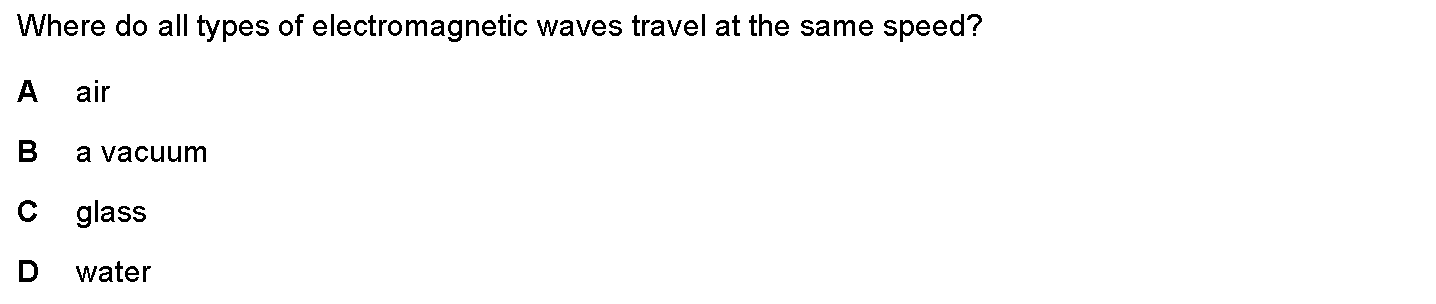 Where do all types of electromagnetic waves travel at the same speed?
A air
B a vacuum
C glass
D water